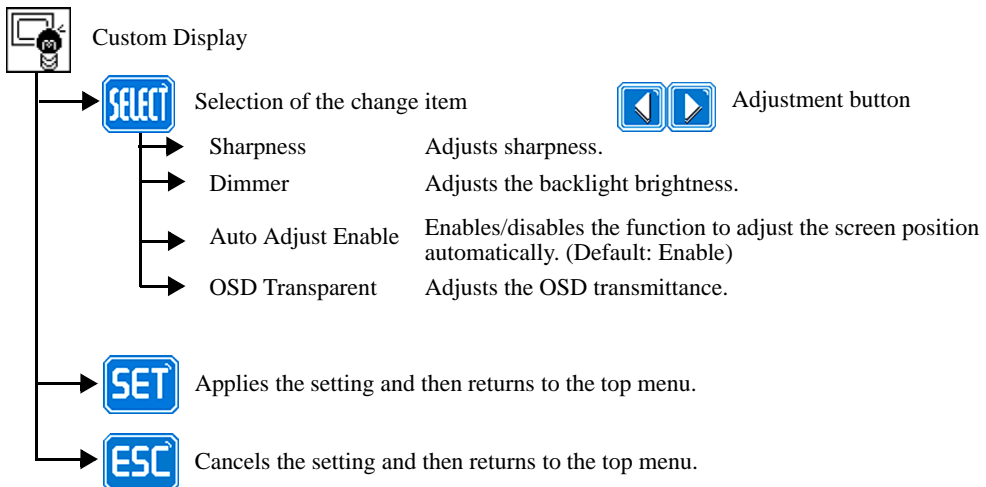 Custom Display
SELECT Selection of the change item Adjustment button
Sharpness Adjusts sharpness.
Dimmer Adjusts the backlight brightness.
Auto Adjust Enable Enables/disables the function to adjust the screen position
automatically. (Default: Enable)
OSD Transparent Adjusts the OSD transmittance.
SET Applies the setting and then returns to the top menu.
ESC Cancels the setting and then returns to the top menu.